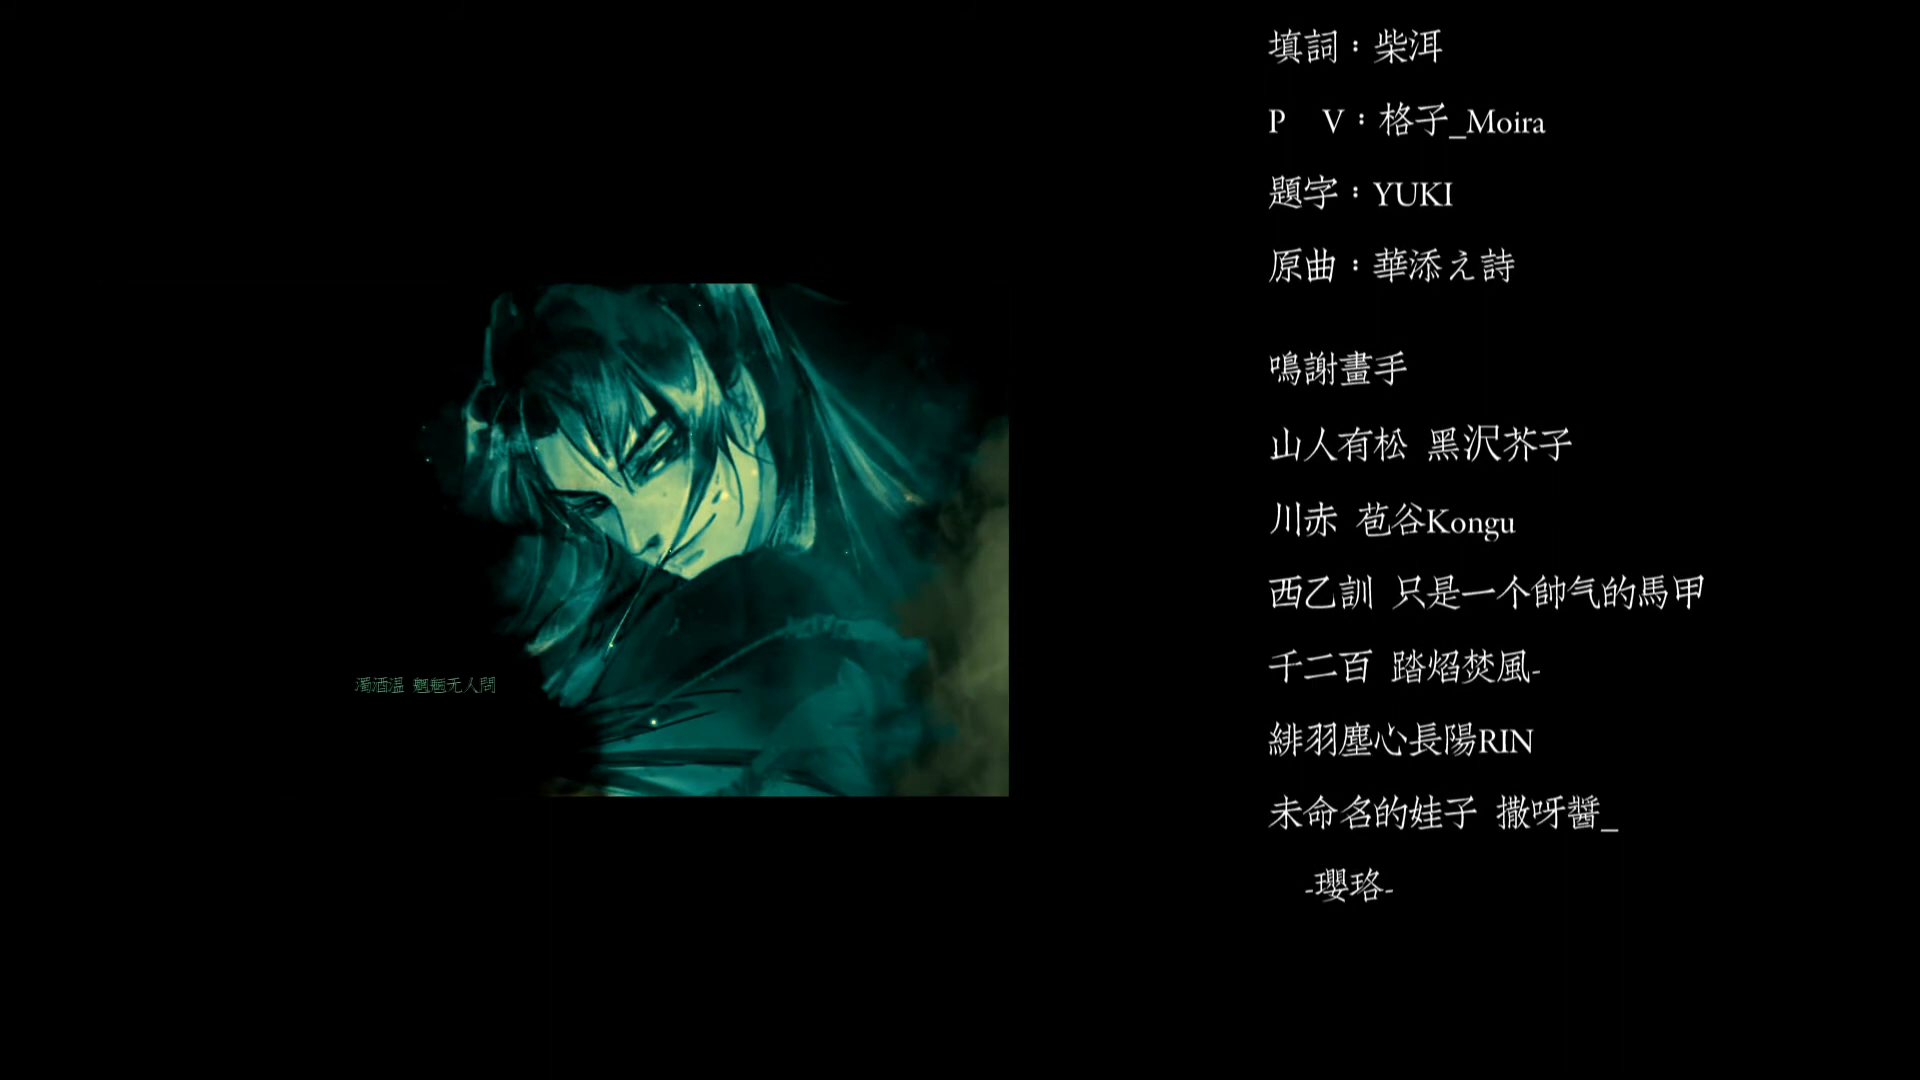 填詞：柴洱
P V：格子_Moira
題字：YUKI
原曲：華添え詩
鳴謝畫手
山人有松 黑沢芥子
川赤 苞谷Kongu
西乙訓 只是一个帥气的馬甲
千二百 踏焰焚風-
緋羽塵心長陽RIN
未命名的娃子 撒呀醬_
-瓔珞-
濁酒溫 魍魎无人問